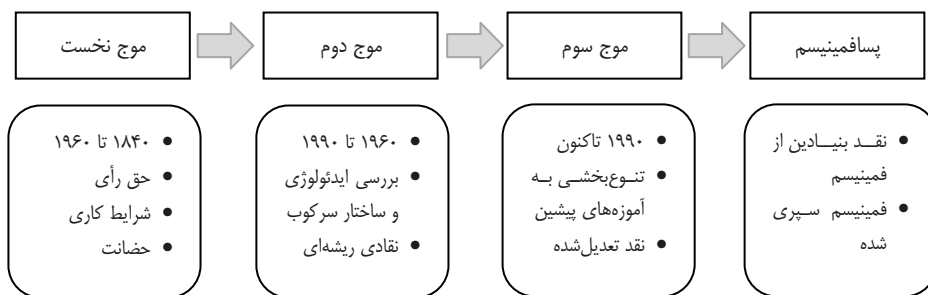 موج نخست
موج دوم
موج سوم
پسافمینیسم
• ۱۸۴۰ تا ۱۹۶۰
• حق رأی
• شرایط کاری
• حضانت
• ۱۹۶۰ تا ۱۹۹۰
• بررسی ایدئولوژی
و ساختار سرکوب
• نقادی ریشه‌ای
• ۱۹۹۰ تاکنون
• تنوع‌بخشی به
آموزه‌های پیشین
• نقد تعدیل‌شده
• نقد بنیادین از
فمینیسم
• فمینیسم سپری
شده